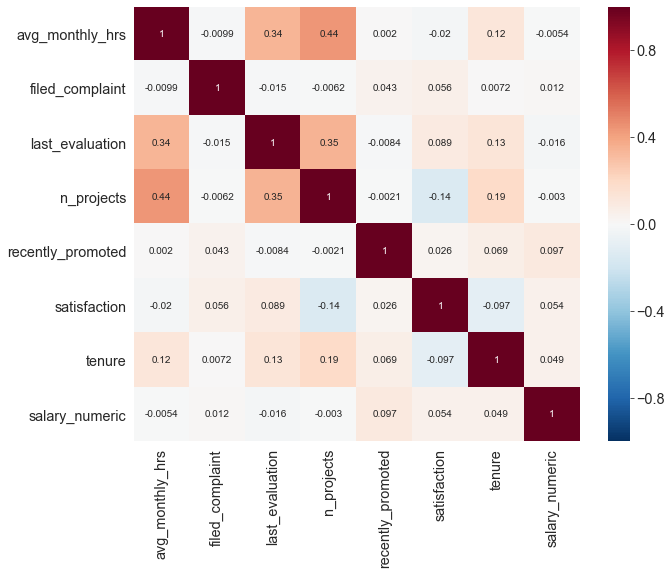 avg_monthly_hrs 1 -0.0099 0.34 0.44 0.002 -0.02 0.12 -0.0054
filed_complaint -0.0099 1 -0.015 -0.0062 0.043 0.056 0.0072 0.012
last_evaluation 0.34 -0.015 1 0.35 -0.0084 0.089 0.13 -0.016
n_projects 0.44 -0.0062 0.35 1 -0.0021 -0.14 0.19 -0.003
recently_promoted 0.002 0.043 -0.0084 -0.0021 1 0.026 0.069 0.097
satisfaction -0.02 0.056 0.089 -0.14 0.026 1 -0.097 0.054
tenure 0.12 0.0072 0.13 0.19 0.069 -0.097 1 0.049
salary_numeric -0.0054 0.012 -0.016 -0.003 0.097 0.054 0.049 1
avg_monthly_hrs
filed_complaint
last_evaluation
n_projects
recently_promoted
satisfaction
tenure
salary_numeric
0.8
0.4
0.0
-0.4
-0.8